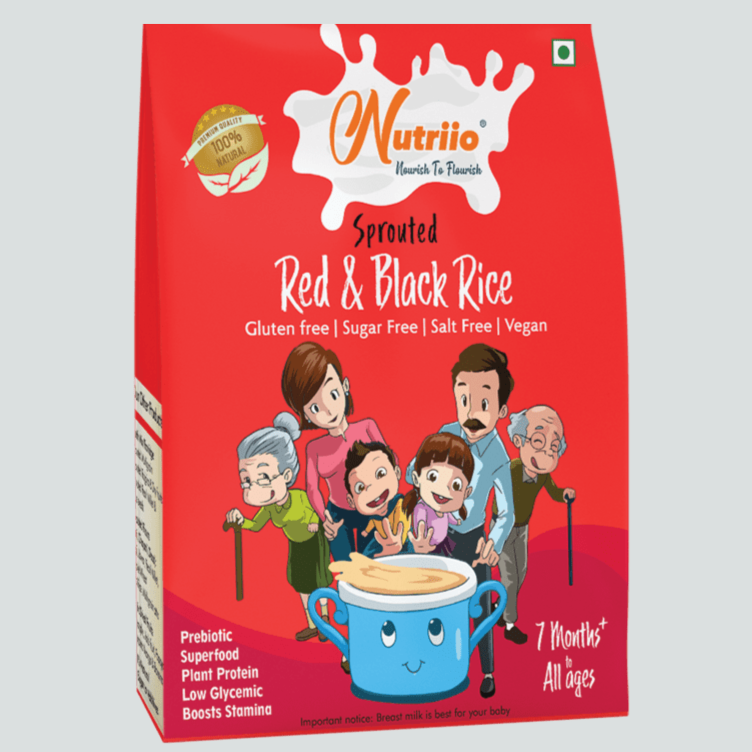 PREMIUM QUALITY
100%
NATURAL
Nutriio®
Nourish To Flourish
Sprouted
Red & Black Rice
Gluten free | Sugar Free | Salt Free | Vegan
Prebiotic
Superfood
Plant Protein
Low Glycemic
Boosts Stamina
7 Months+
to
All ages
Important notice: Breast milk is best for your baby